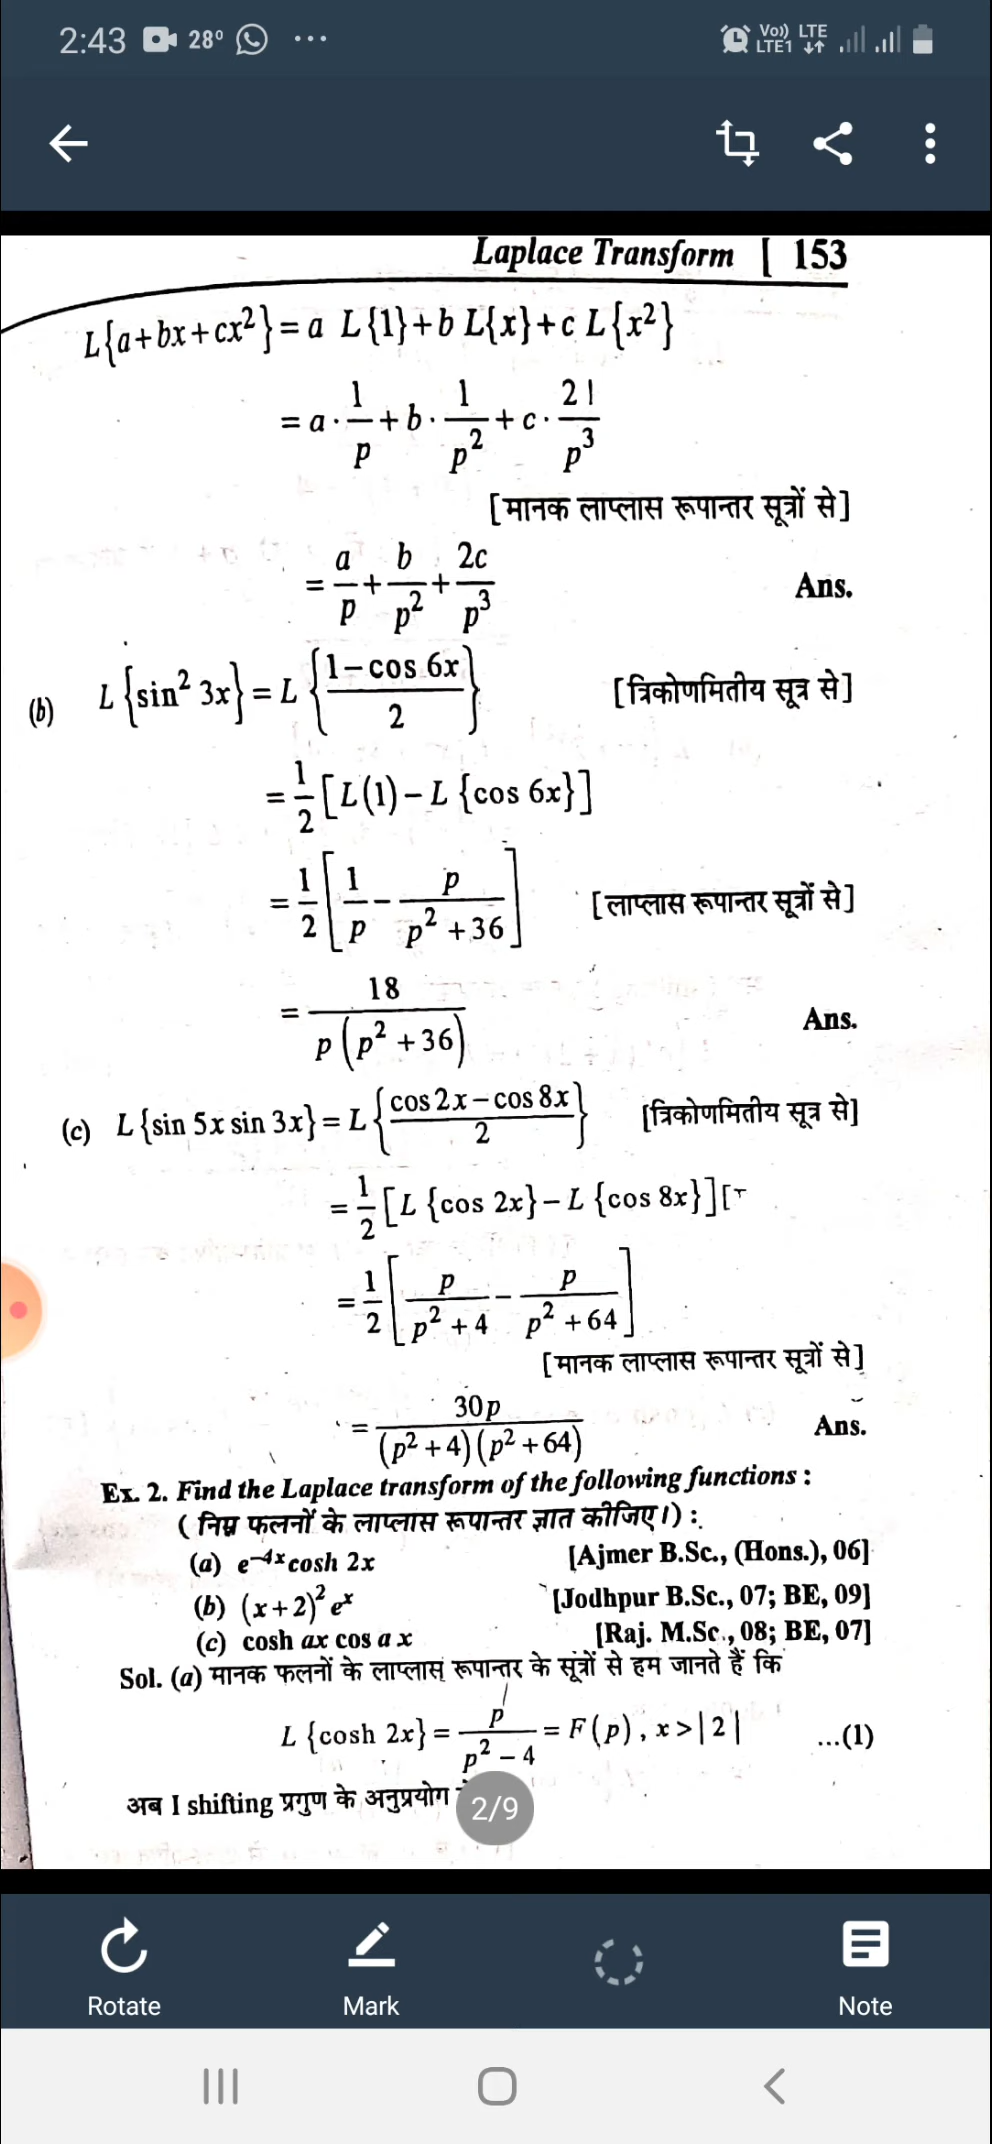 2:43 28° ...
Vo)) LTE LTE1
Laplace Transform [ 153
L{a+bx+cx²} = a L{1}+b L{x}+c L{x²}
= a · 1/p + b · 1/p² + c · 2!/p³
[मानक लाप्लास रूपान्तर सूत्रों से]
= a/p + b/p² + 2c/p³ Ans.
(b) L{sin² 3x} = L{(1−cos 6x)/2} [त्रिकोणमितीय सूत्र से]
= 1/2 [L(1) − L {cos 6x}]
= 1/2 [1/p − p/(p² + 36)] [लाप्लास रूपान्तर सूत्रों से]
= 18/(p(p² + 36)) Ans.
(c) L{sin 5x sin 3x} = L{(cos 2x − cos 8x)/2} [त्रिकोणमितीय सूत्र से]
= 1/2 [L {cos 2x} − L {cos 8x}] [
= 1/2 [p/(p² + 4) − p/(p² + 64)]
[मानक लाप्लास रूपान्तर सूत्रों से]
= 30p/((p² + 4)(p² + 64)) Ans.
Ex. 2. Find the Laplace transform of the following functions :
( निम्न फलनों के लाप्लास रूपान्तर ज्ञात कीजिए।) :
(a) e⁻⁴ˣ cosh 2x [Ajmer B.Sc., (Hons.), 06]
(b) (x+2)² eˣ [Jodhpur B.Sc., 07; BE, 09]
(c) cosh ax cos a x [Raj. M.Sc., 08; BE, 07]
Sol. (a) मानक फलनों के लाप्लास रूपान्तर के सूत्रों से हम जानते हैं कि
L {cosh 2x} = p/(p² − 4) = F(p), x > | 2 | ...(1)
अब I shifting प्रगुण के अनुप्रयोग
2/9
Rotate Mark Note